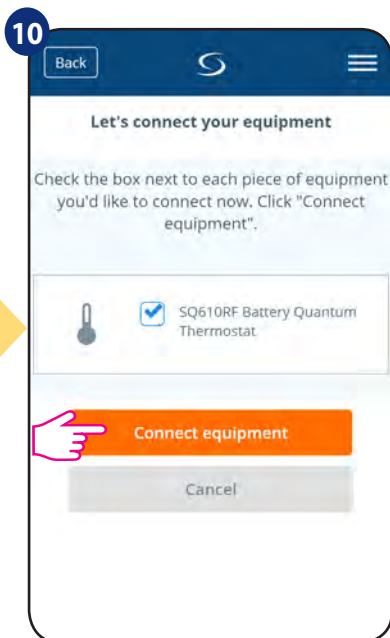 10
Back
Let's connect your equipment
Check the box next to each piece of equipment
you'd like to connect now. Click "Connect
equipment".
SQ610RF Battery Quantum
Thermostat
Connect equipment
Cancel